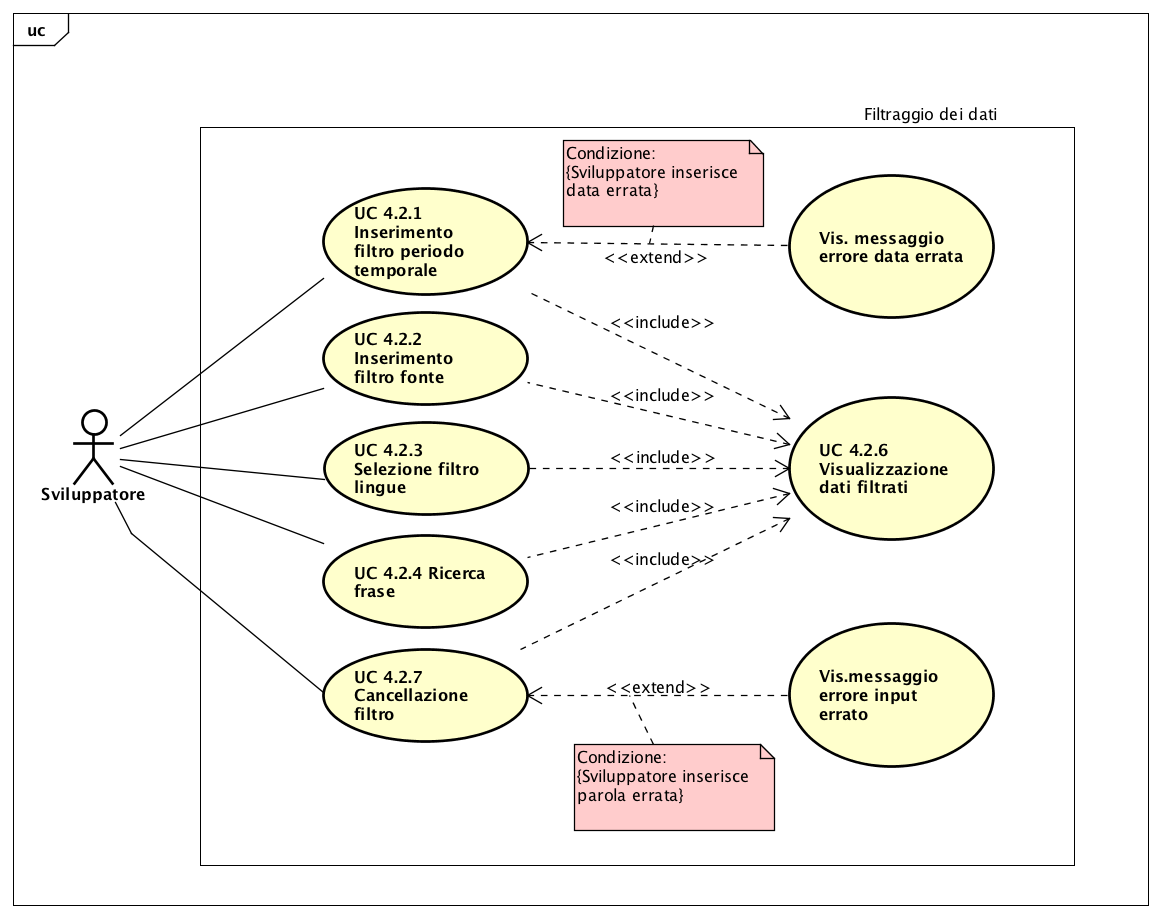 uc
Filtraggio dei dati
Condizione:
{Sviluppatore inserisce
data errata}
UC 4.2.1
Inserimento
filtro periodo
temporale
Vis. messaggio
errore data errata
<<extend>>
<<include>>
UC 4.2.2
Inserimento
filtro fonte
<<include>>
UC 4.2.3
Selezione filtro
lingue
<<include>>
UC 4.2.6
Visualizzazione
dati filtrati
Sviluppatore
<<include>>
<<include>>
UC 4.2.4 Ricerca
frase
UC 4.2.7
Cancellazione
filtro
<<extend>>
Vis.messaggio
errore input
errato
Condizione:
{Sviluppatore inserisce
parola errata}